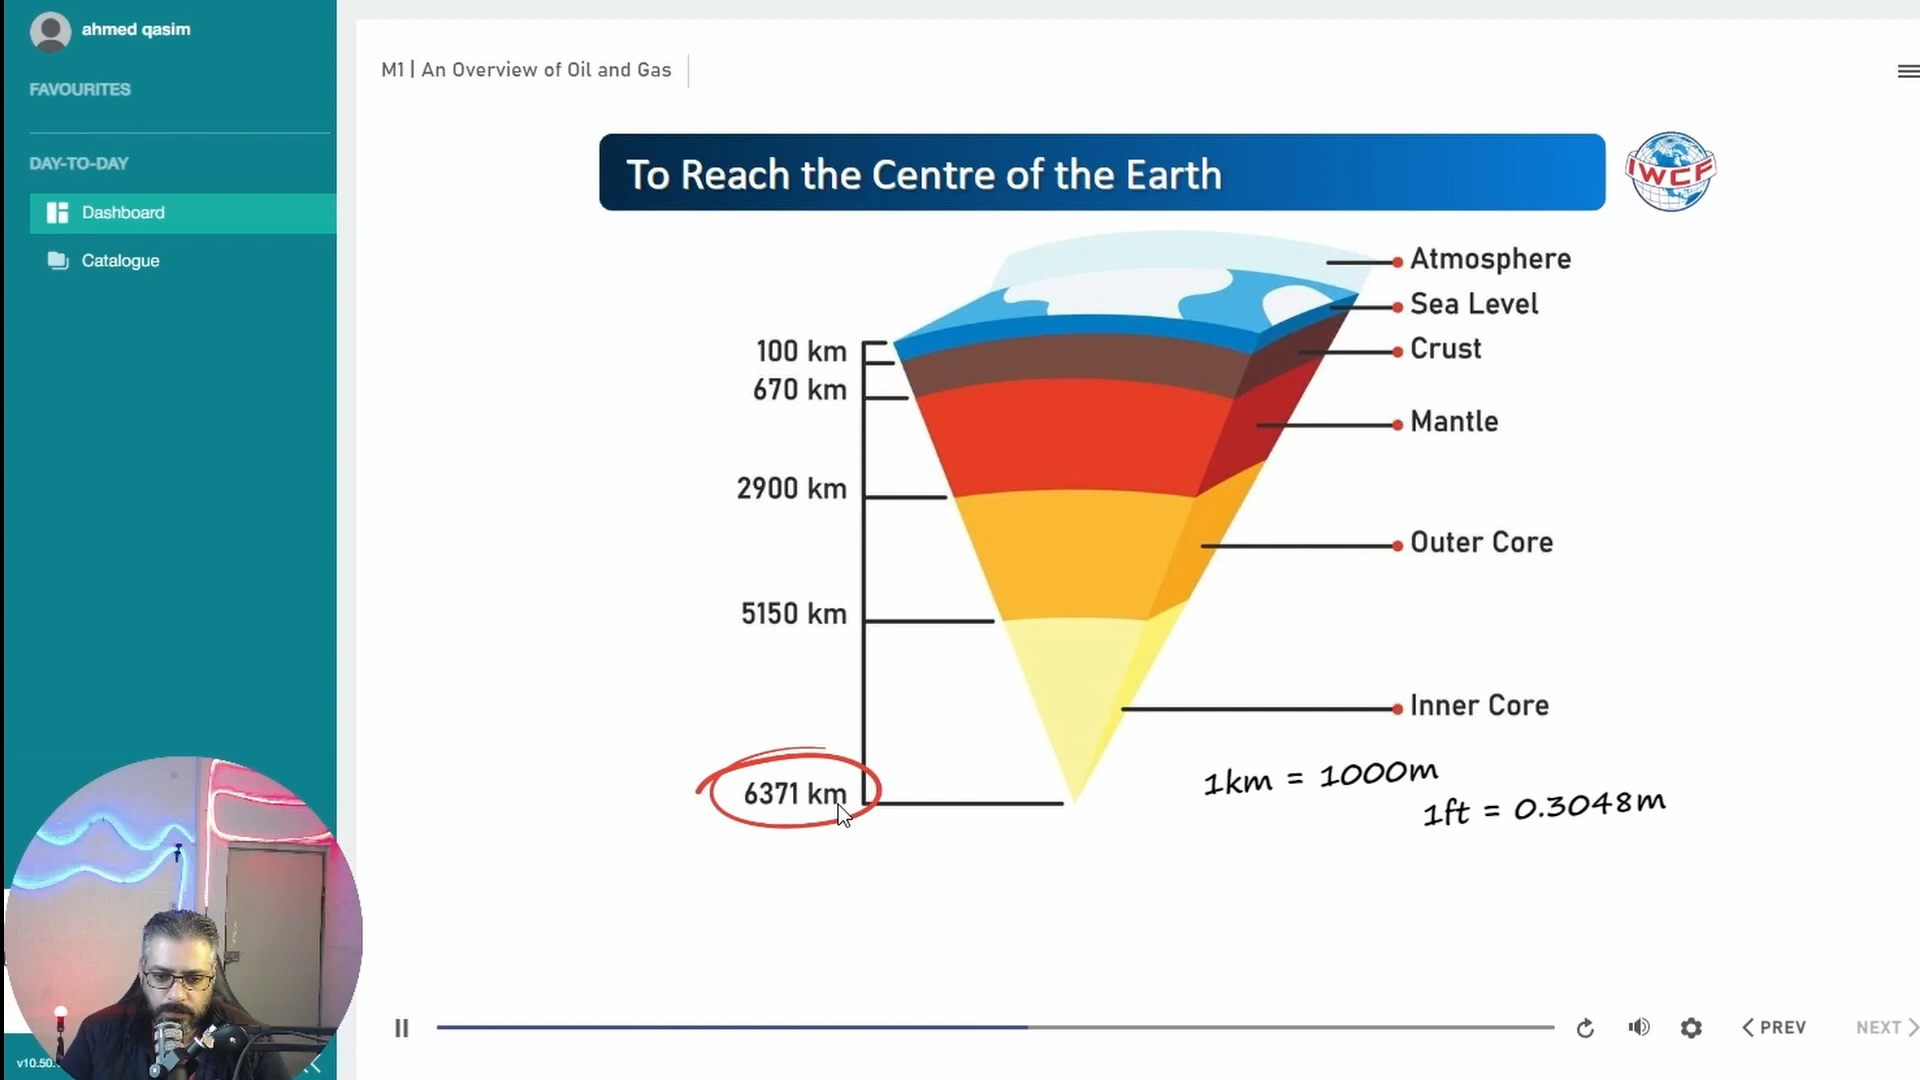 ahmed qasim
FAVOURITES
DAY-TO-DAY
Dashboard
Catalogue
M1 | An Overview of Oil and Gas
To Reach the Centre of the Earth
IWCF
Atmosphere
Sea Level
Crust
Mantle
Outer Core
Inner Core
100 km
670 km
2900 km
5150 km
6371 km
1km = 1000m
1ft = 0.3048m
v10.50.
PREV
NEXT